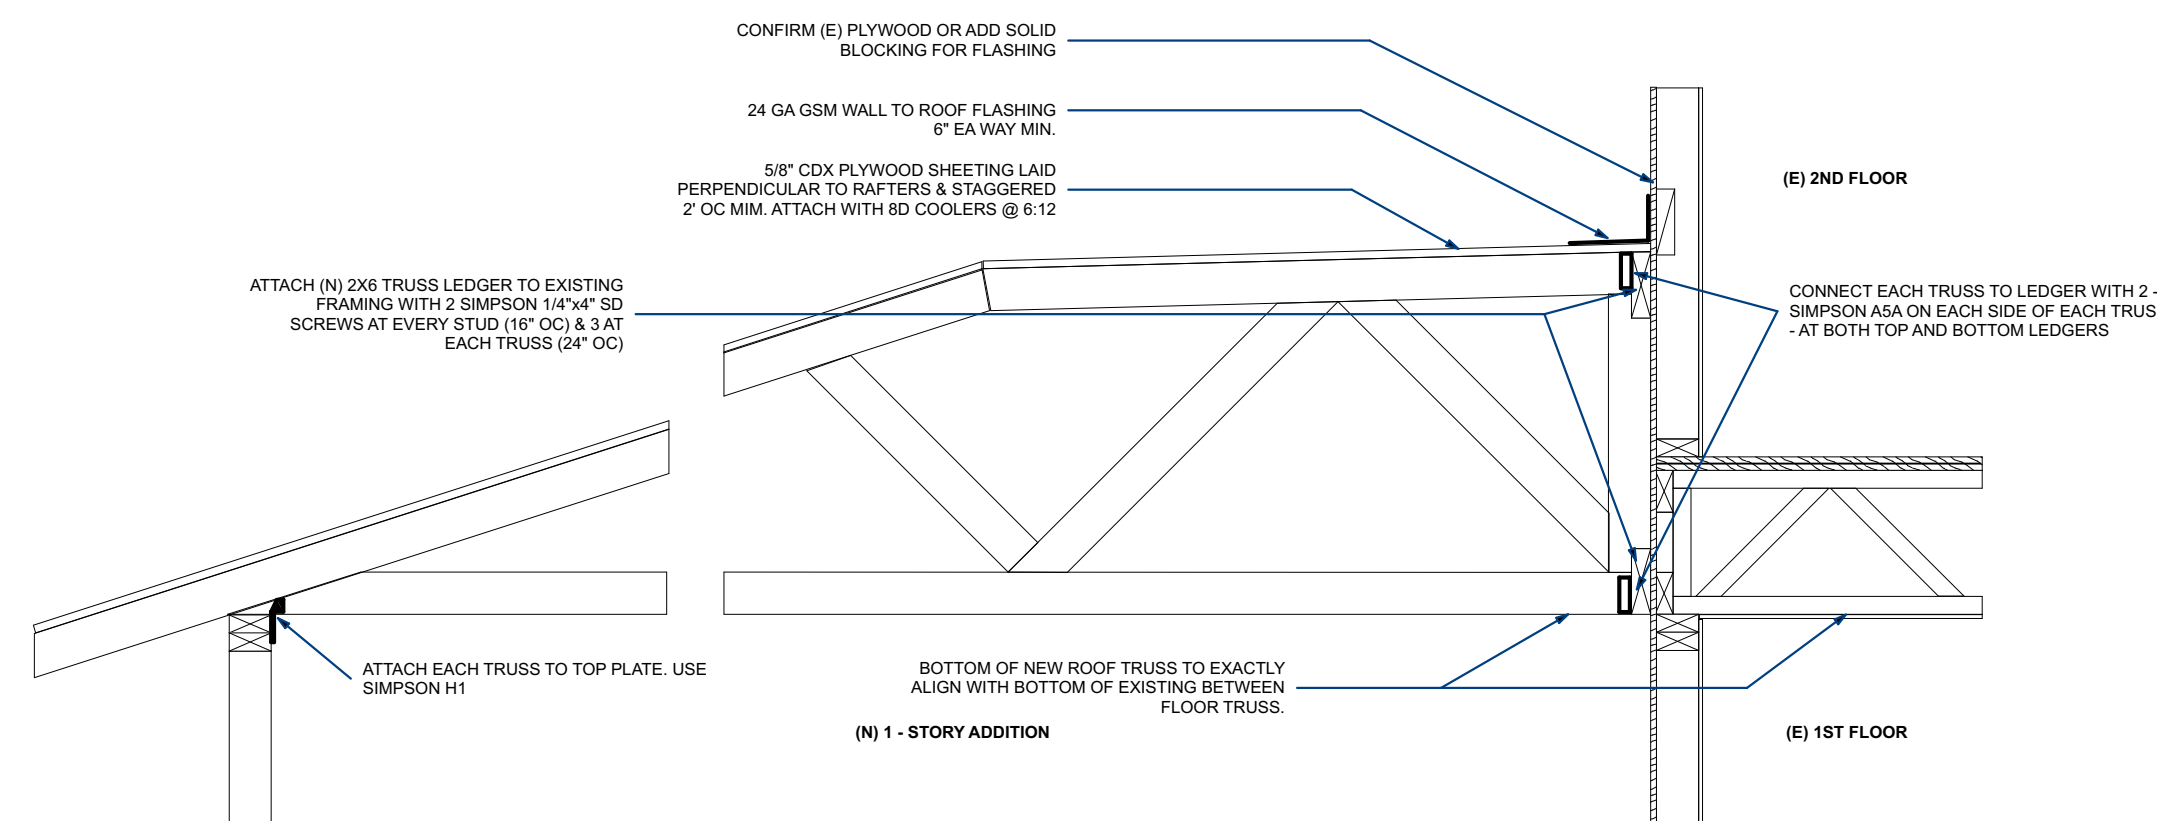 CONFIRM (E) PLYWOOD OR ADD SOLID
BLOCKING FOR FLASHING
24 GA GSM WALL TO ROOF FLASHING
6" EA WAY MIN.
5/8" CDX PLYWOOD SHEETING LAID
PERPENDICULAR TO RAFTERS & STAGGERED
2' OC MIM. ATTACH WITH 8D COOLERS @ 6:12
(E) 2ND FLOOR
ATTACH (N) 2X6 TRUSS LEDGER TO EXISTING
FRAMING WITH 2 SIMPSON 1/4"x4" SD
SCREWS AT EVERY STUD (16" OC) & 3 AT
EACH TRUSS (24" OC)
CONNECT EACH TRUSS TO LEDGER WITH 2 -
SIMPSON A5A ON EACH SIDE OF EACH TRUS
- AT BOTH TOP AND BOTTOM LEDGERS
ATTACH EACH TRUSS TO TOP PLATE. USE
SIMPSON H1
BOTTOM OF NEW ROOF TRUSS TO EXACTLY
ALIGN WITH BOTTOM OF EXISTING BETWEEN
FLOOR TRUSS.
(N) 1 - STORY ADDITION
(E) 1ST FLOOR